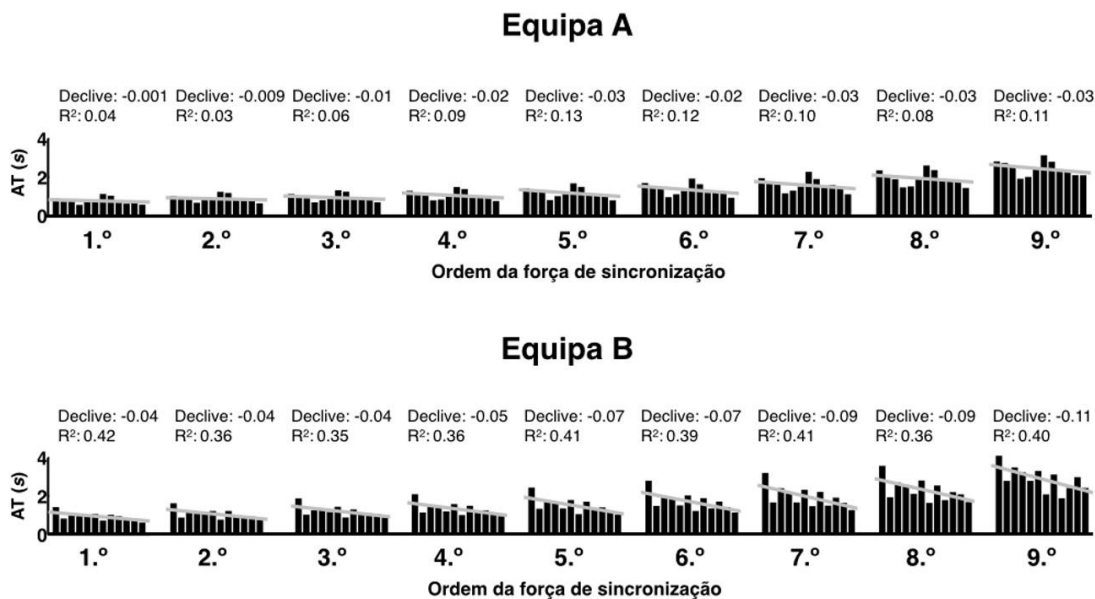 Equipa A
Declive: -0.001 Declive: -0.009 Declive: -0.01 Declive: -0.02 Declive: -0.03 Declive: -0.02 Declive: -0.03 Declive: -0.03 Declive: -0.03
R²: 0.04 R²: 0.03 R²: 0.06 R²: 0.09 R²: 0.13 R²: 0.12 R²: 0.10 R²: 0.08 R²: 0.11
AT (s)
4
2
0
1.º 2.º 3.º 4.º 5.º 6.º 7.º 8.º 9.º
Ordem da força de sincronização
Equipa B
Declive: -0.04 Declive: -0.04 Declive: -0.04 Declive: -0.05 Declive: -0.07 Declive: -0.07 Declive: -0.09 Declive: -0.09 Declive: -0.11
R²: 0.42 R²: 0.36 R²: 0.35 R²: 0.36 R²: 0.41 R²: 0.39 R²: 0.41 R²: 0.36 R²: 0.40
AT (s)
4
2
0
1.º 2.º 3.º 4.º 5.º 6.º 7.º 8.º 9.º
Ordem da força de sincronização